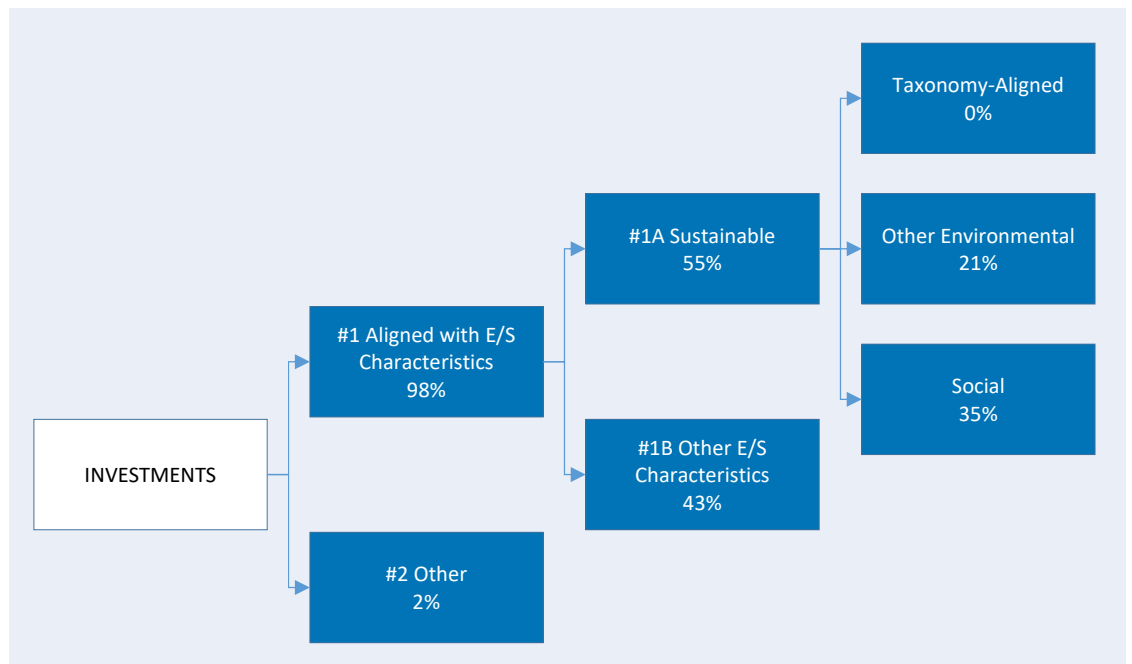 INVESTMENTS
#1 Aligned with E/S
Characteristics
98%
#2 Other
2%
#1A Sustainable
55%
#1B Other E/S
Characteristics
43%
Taxonomy-Aligned
0%
Other Environmental
21%
Social
35%